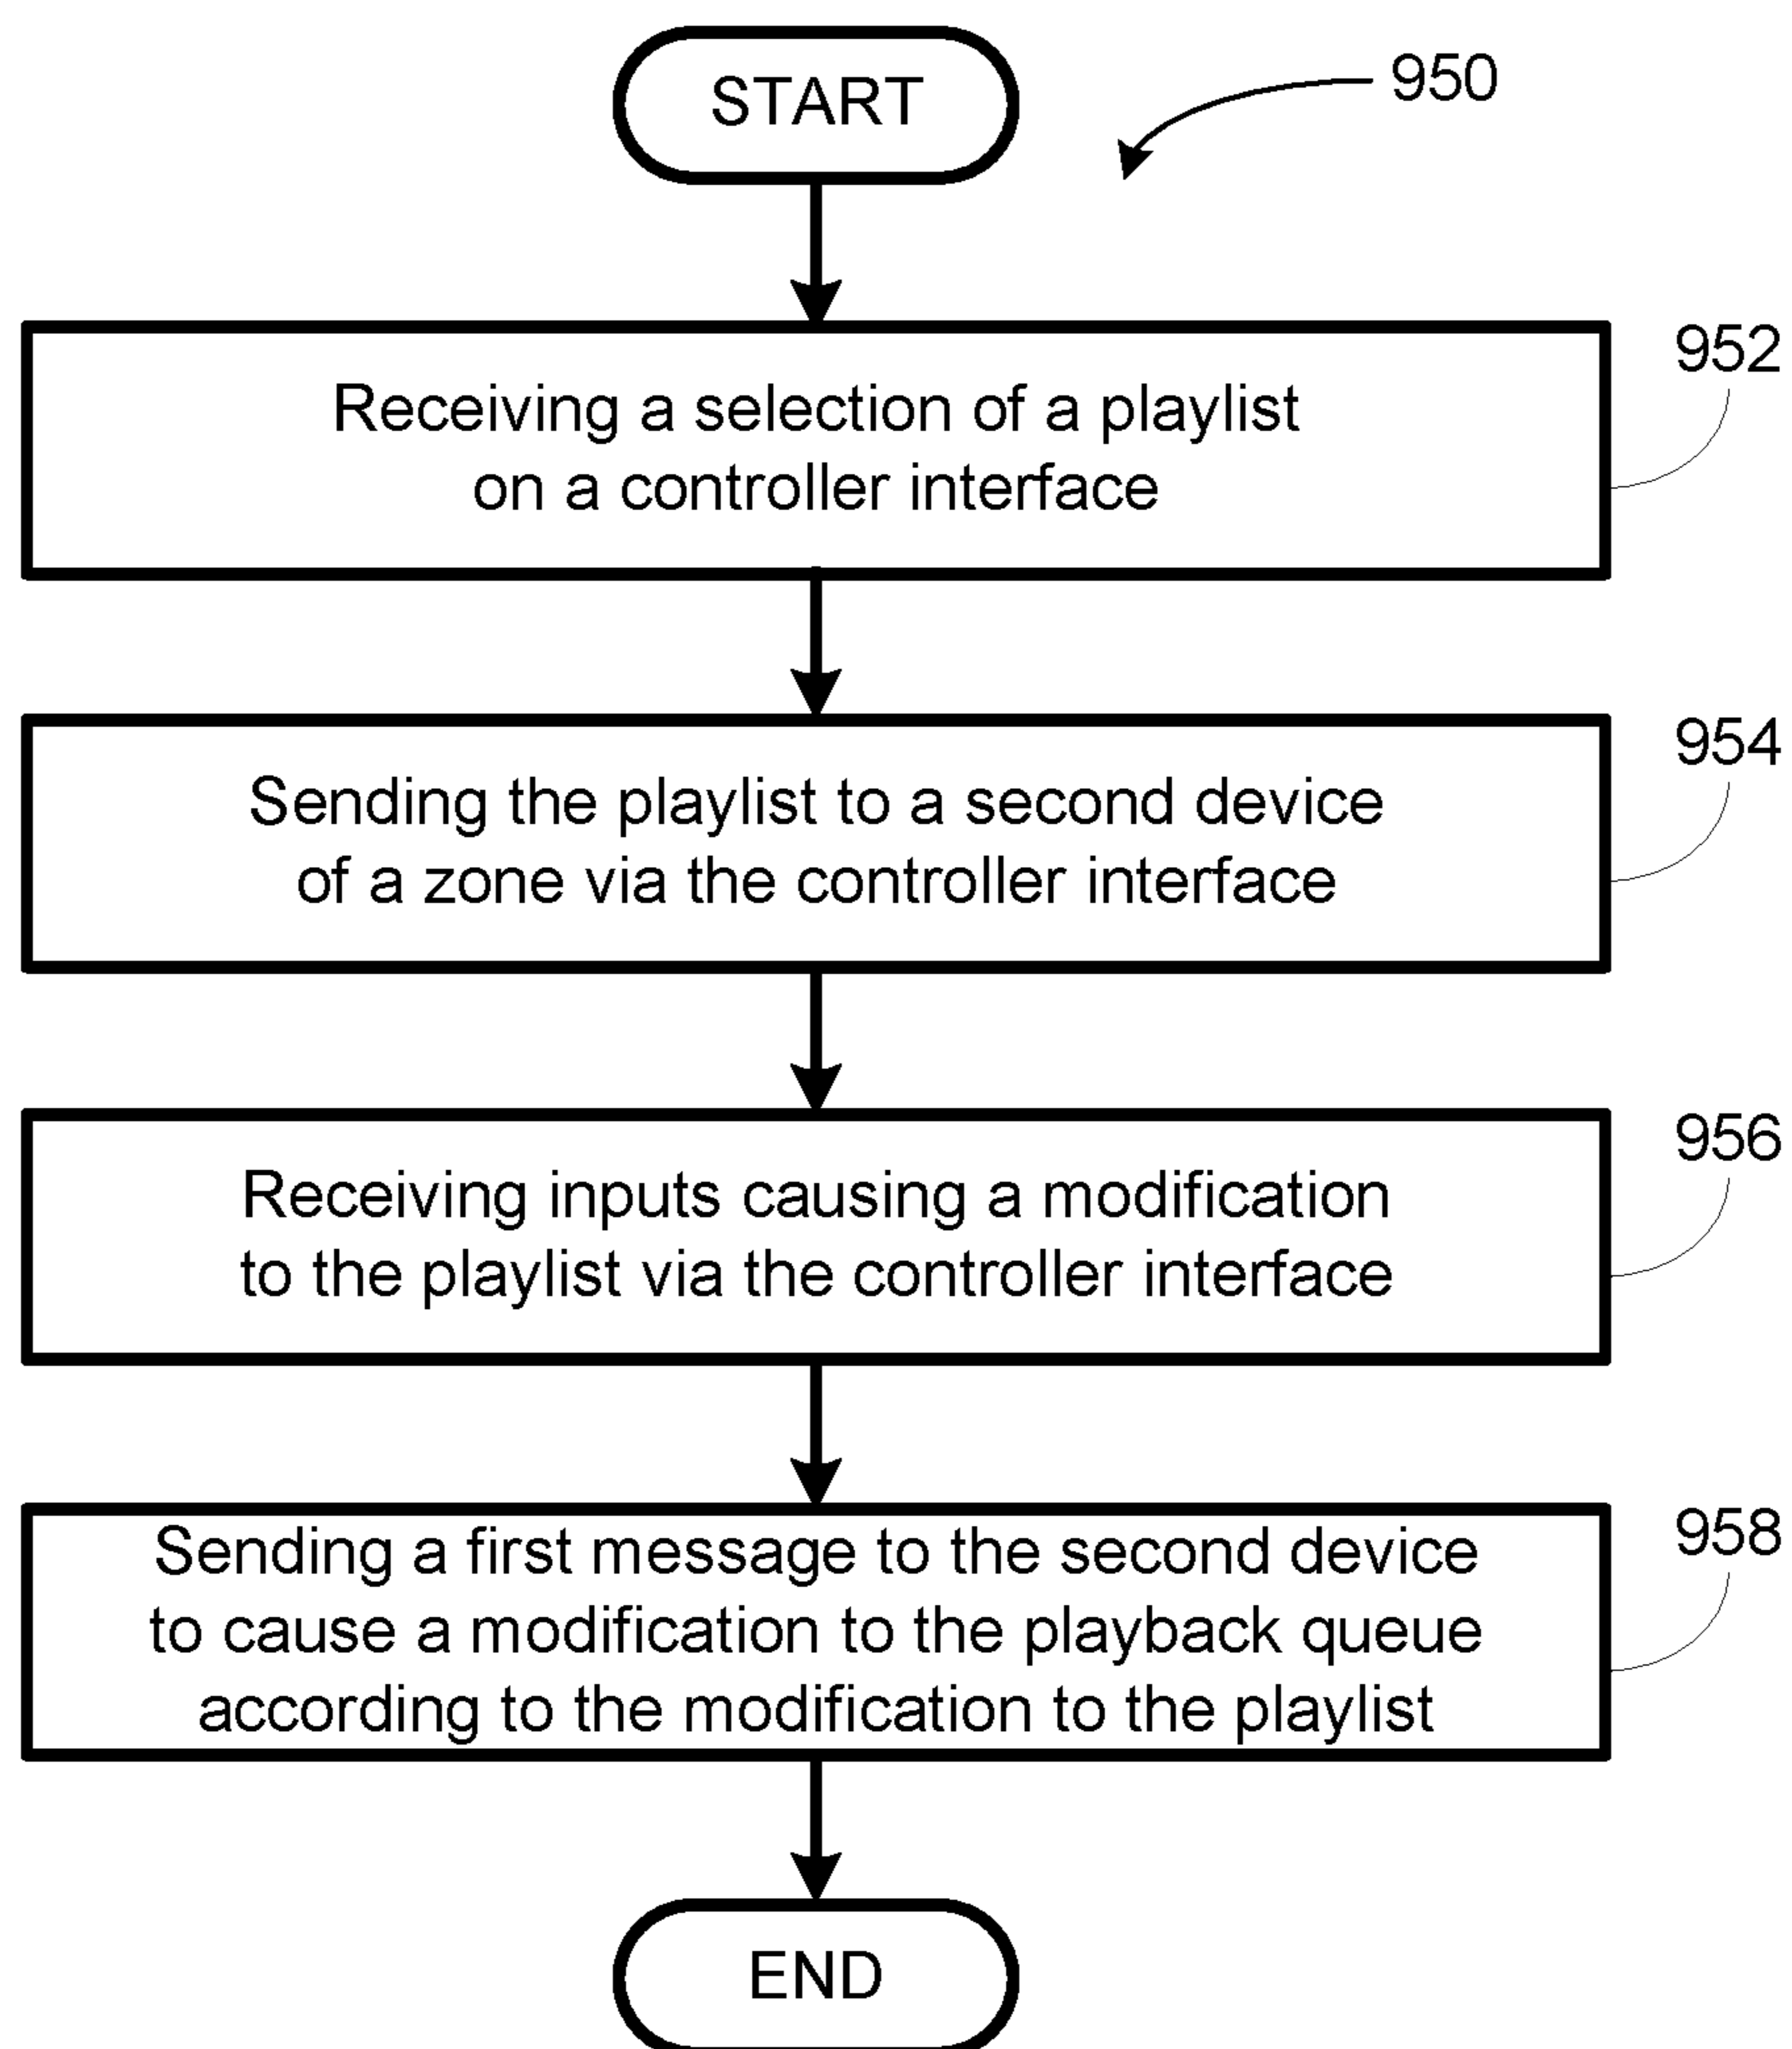 START
950
952
Receiving a selection of a playlist
on a controller interface
954
Sending the playlist to a second device
of a zone via the controller interface
956
Receiving inputs causing a modification
to the playlist via the controller interface
958
Sending a first message to the second device
to cause a modification to the playback queue
according to the modification to the playlist
END